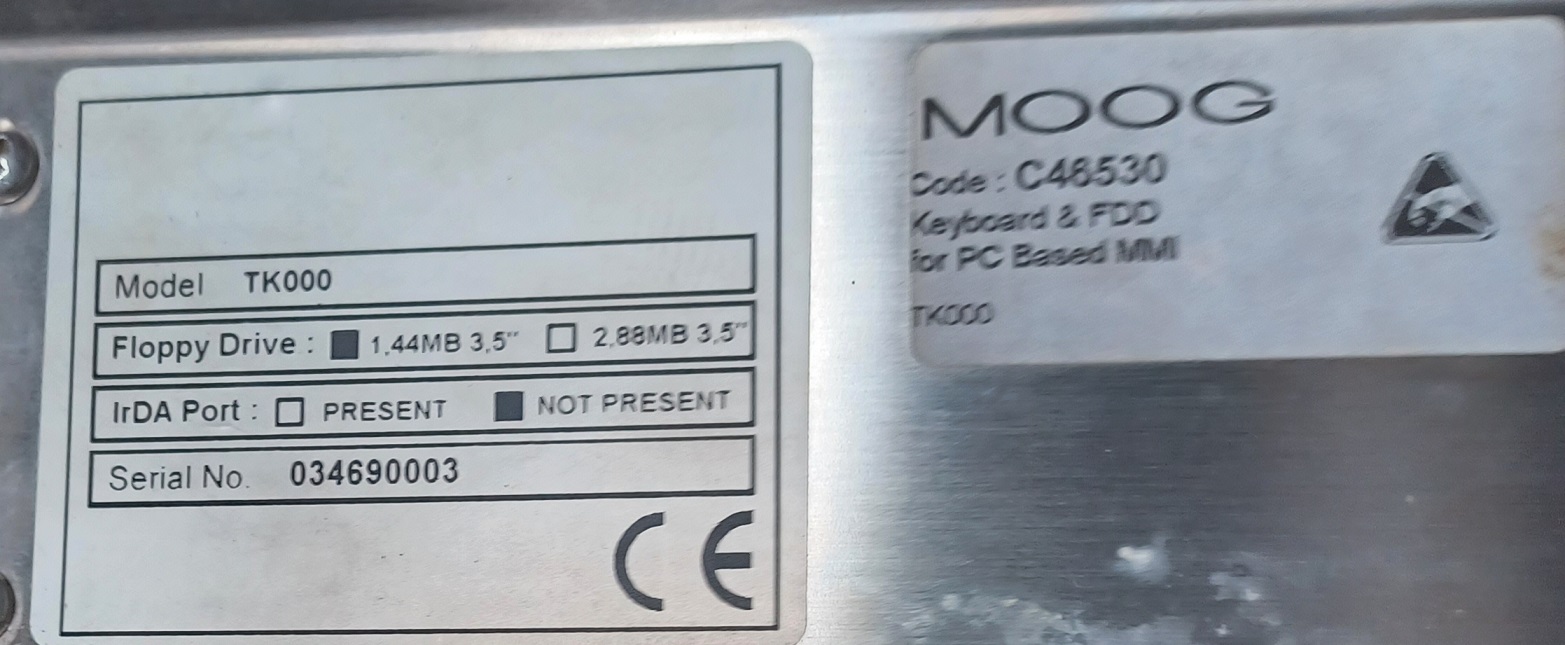 Model TK000
Floppy Drive : ■ 1,44MB 3,5" □ 2,88MB 3,5"
IrDA Port : □ PRESENT ■ NOT PRESENT
Serial No. 034690003
CE
MOOG
Code : C46530
Keyboard & FDD
for PC Based MMI
TK000